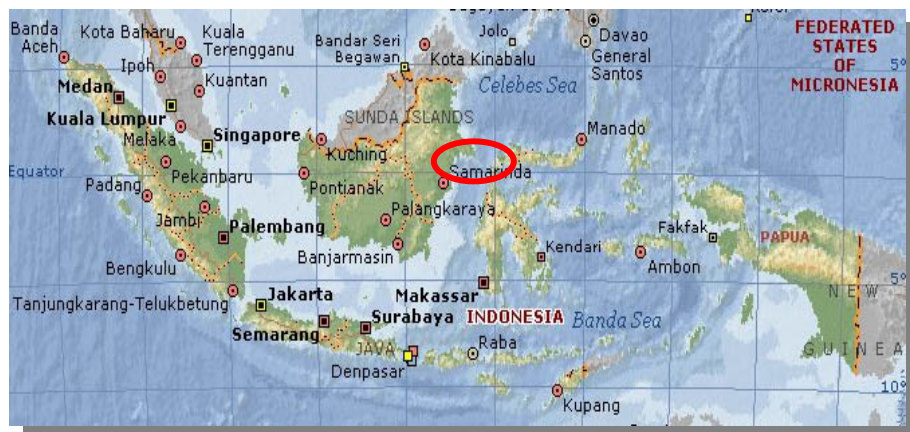 Jolo
Davao
General
Santos
FEDERATED
STATES
OF
MICRONESIA
Banda
Aceh
Kota Baharu
Kuala
Terengganu
Bandar Seri
Begawan
Kota Kinabalu
5°
Ipoh
Kuantan
Celebes Sea
Medan
Kuala Lumpur
SUNDA ISLANDS
Manado
Singapore
Melaka
Kuching
Equator
Pekanbaru
Samarinda
Padang
Pontianak
Jambi
Palembang
Palangkaraya
Fakfak
PAPUA
Banjarmasin
Kendari
Ambon
Bengkulu
5°
NEW
Tanjungkarang-Telukbetung
Jakarta
Makassar
Surabaya
INDONESIA
Banda Sea
Semarang
JAVA
Raba
GUINEA
Denpasar
10°
Kupang